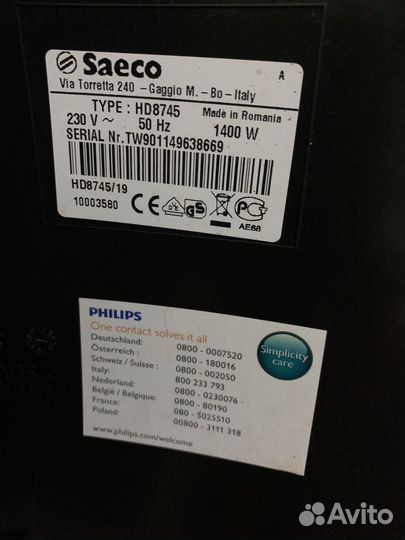 Saeco
A
Via Torretta 240 - Gaggio M. - Bo - Italy
TYPE : HD8745 Made in Romania
230 V ~ 50 Hz 1400 W
SERIAL Nr.TW901149638669
HD8745/19
10003580
CE
GS
AE68
PHILIPS
One contact solves it all
Deutschland: 0800 - 0007520
Österreich : 0800 - 180016
Schweiz / Suisse : 0800 - 002050
Italy: 800 233 793
Nederland: 0800 - 0230076
België / Belgique: 0800 - 80190
France: 080 - 5025510
Poland: 00800 - 3111 318
www.philips.com/welcome
Simplicity
care
Avito